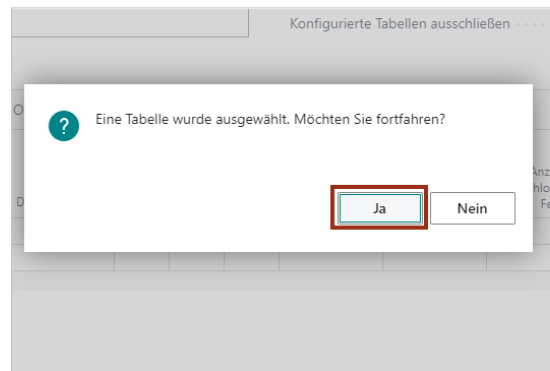 Konfigurierte Tabellen ausschließen
?
Eine Tabelle wurde ausgewählt. Möchten Sie fortfahren?
Ja
Nein